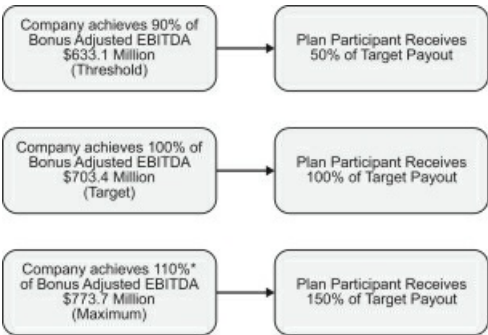 Company achieves 90% of
Bonus Adjusted EBITDA
$633.1 Million
(Threshold)
Plan Participant Receives
50% of Target Payout
Company achieves 100% of
Bonus Adjusted EBITDA
$703.4 Million
(Target)
Plan Participant Receives
100% of Target Payout
Company achieves 110%*
of Bonus Adjusted EBITDA
$773.7 Million
(Maximum)
Plan Participant Receives
150% of Target Payout